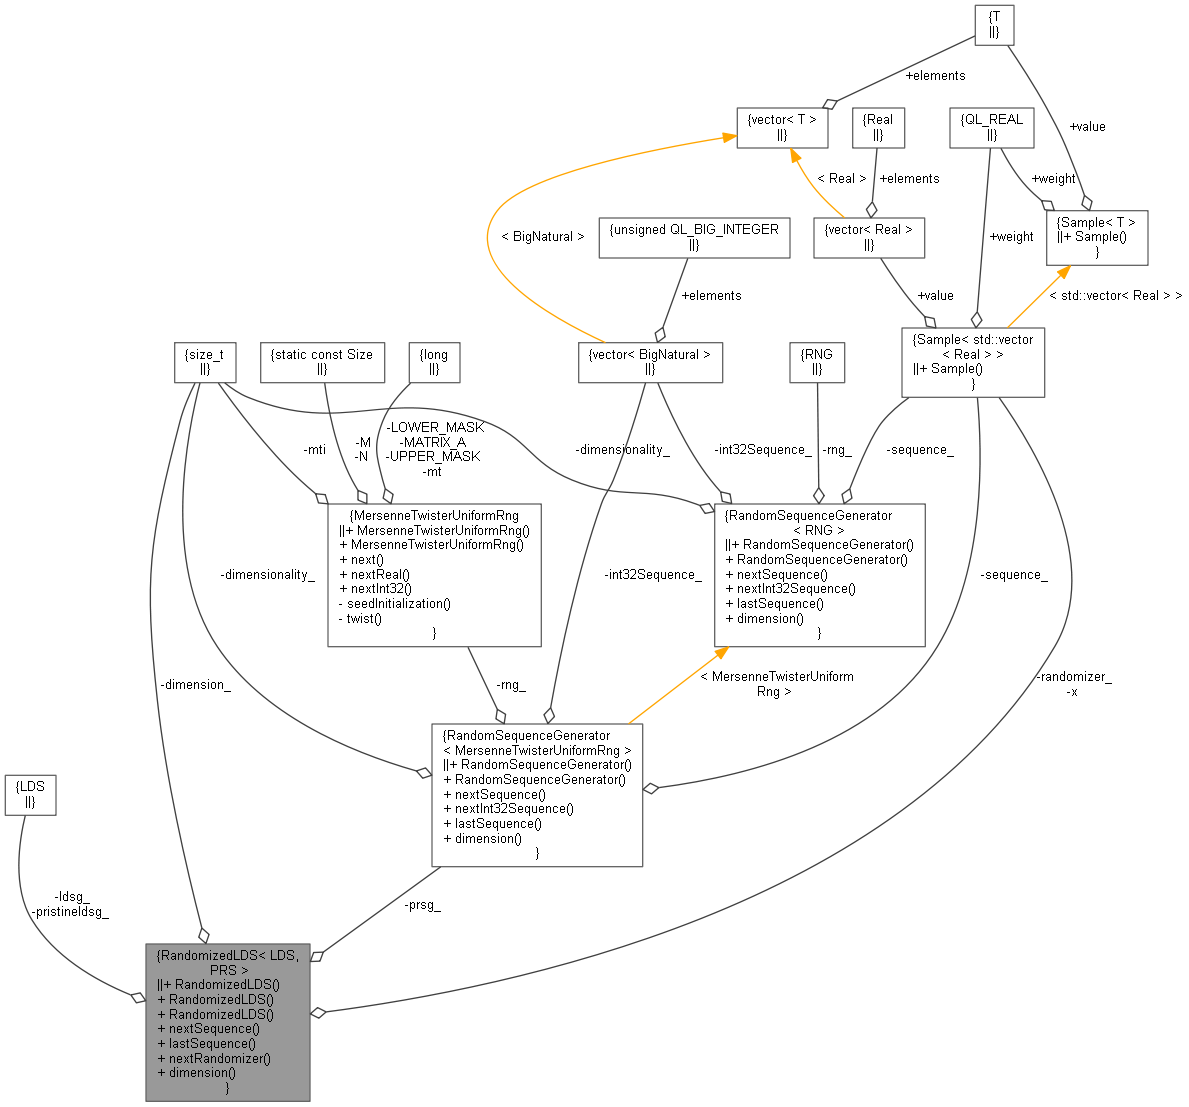 {T
||}
+elements
{vector< T >
||}
{Real
||}
{QL_REAL
||}
+value
< Real >
+elements
+weight
{unsigned QL_BIG_INTEGER
||}
{vector< Real >
||}
{Sample< T >
||+ Sample()
}
< BigNatural >
+weight
+elements
+value
< std::vector< Real > >
{size_t
||}
{static const Size
||}
{long
||}
{vector< BigNatural >
||}
{RNG
||}
{Sample< std::vector
< Real > >
||+ Sample()
}
-mti
-M
-N
-LOWER_MASK
-MATRIX_A
-UPPER_MASK
-mt
-dimensionality_
-int32Sequence_
-rng_
-sequence_
{MersenneTwisterUniformRng
||+ MersenneTwisterUniformRng()
+ MersenneTwisterUniformRng()
+ next()
+ nextReal()
+ nextInt32()
- seedInitialization()
- twist()
}
{RandomSequenceGenerator
< RNG >
||+ RandomSequenceGenerator()
+ RandomSequenceGenerator()
+ nextSequence()
+ nextInt32Sequence()
+ lastSequence()
+ dimension()
}
-dimensionality_
-int32Sequence_
-sequence_
-dimension_
-rng_
< MersenneTwisterUniform
Rng >
-randomizer_
-x
{RandomSequenceGenerator
< MersenneTwisterUniformRng >
||+ RandomSequenceGenerator()
+ RandomSequenceGenerator()
+ nextSequence()
+ nextInt32Sequence()
+ lastSequence()
+ dimension()
}
{LDS
||}
-ldsg_
-pristineldsg_
-prsg_
{RandomizedLDS< LDS,
PRS >
||+ RandomizedLDS()
+ RandomizedLDS()
+ RandomizedLDS()
+ nextSequence()
+ lastSequence()
+ nextRandomizer()
+ dimension()
}